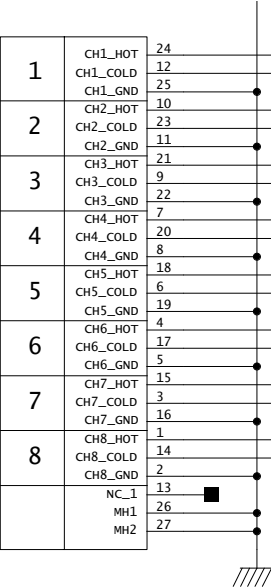 1
CH1_HOT 24
CH1_COLD 12
CH1_GND 25
2
CH2_HOT 10
CH2_COLD 23
CH2_GND 11
3
CH3_HOT 21
CH3_COLD 9
CH3_GND 22
4
CH4_HOT 7
CH4_COLD 20
CH4_GND 8
5
CH5_HOT 18
CH5_COLD 6
CH5_GND 19
6
CH6_HOT 4
CH6_COLD 17
CH6_GND 5
7
CH7_HOT 15
CH7_COLD 3
CH7_GND 16
8
CH8_HOT 1
CH8_COLD 14
CH8_GND 2
NC_1 13
MH1 26
MH2 27